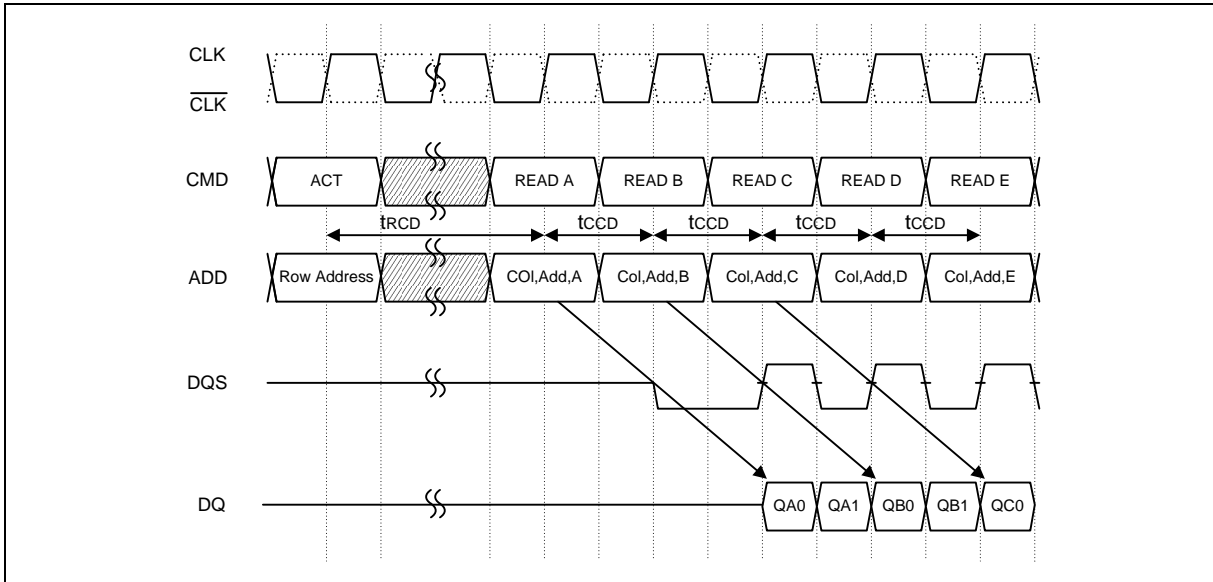 CLK
CLK
CMD ACT READ A READ B READ C READ D READ E
tRCD tCCD tCCD tCCD tCCD
ADD Row Address COl,Add,A Col,Add,B Col,Add,C Col,Add,D Col,Add,E
DQS
DQ QA0 QA1 QB0 QB1 QC0